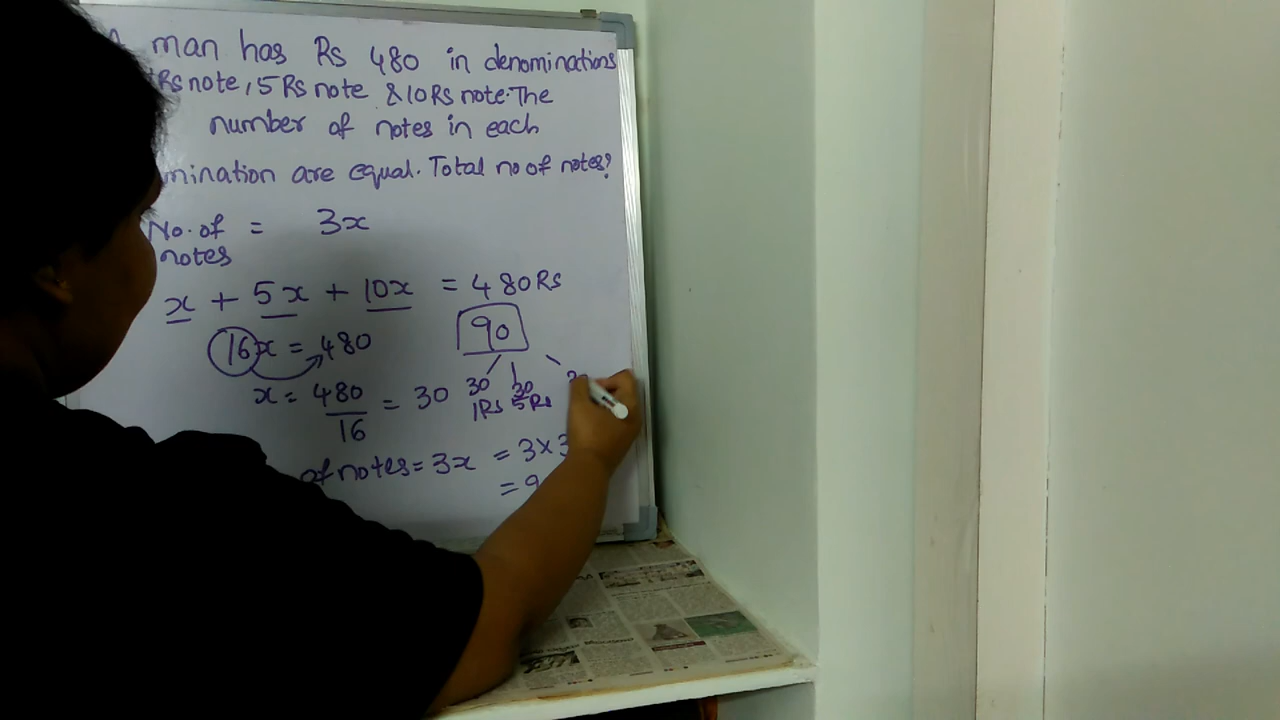 man has Rs 480 in denominations
Rs note, 5 Rs note & 10 Rs note. The
number of notes in each
mination are equal. Total no of notes?
No. of = 3x
notes
x + 5x + 10x = 480 Rs
16x = 480
90
x = 480/16 = 30
30 30
1Rs 5Rs
of notes = 3x = 3x3
= 9